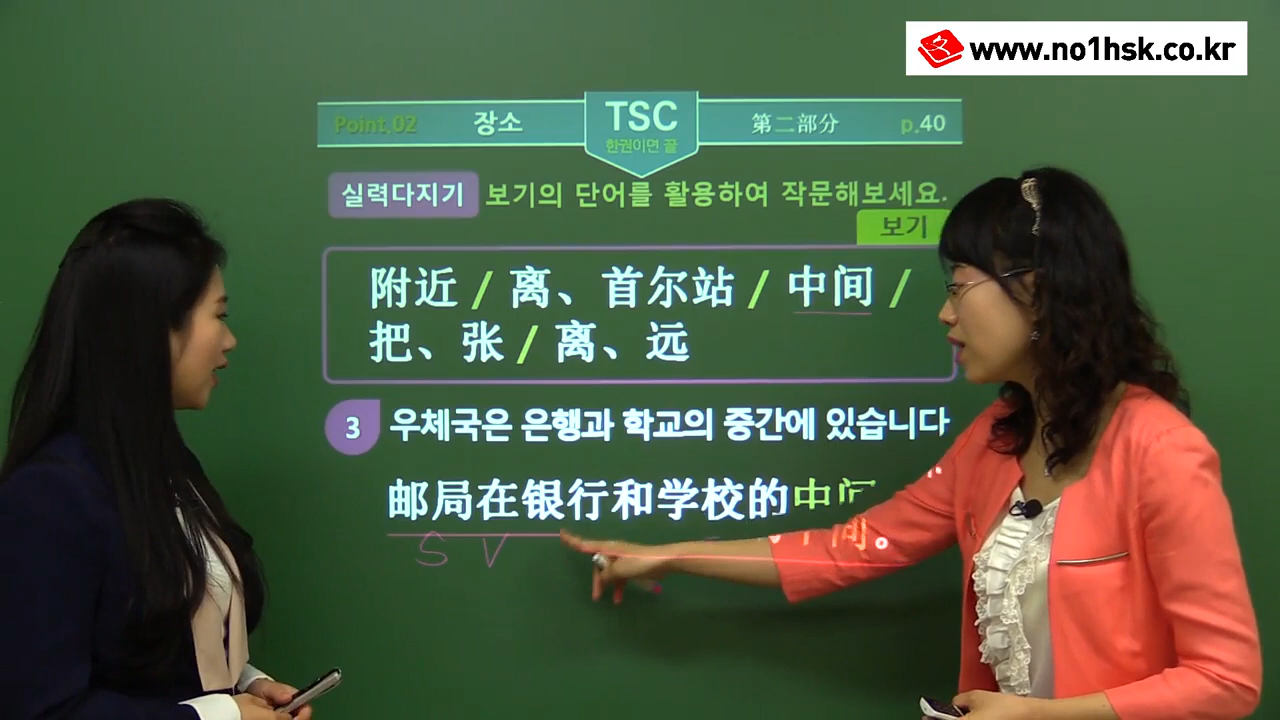 www.no1hsk.co.kr
Point.02 장소 TSC 第二部分 p.40
한권이면 끝
실력다지기 보기의 단어를 활용하여 작문해보세요.
보기
附近 / 离、首尔站 / 中间 /
把、张 / 离、远
3 우체국은 은행과 학교의 중간에 있습니다
邮局在银行和学校的中间。
S V